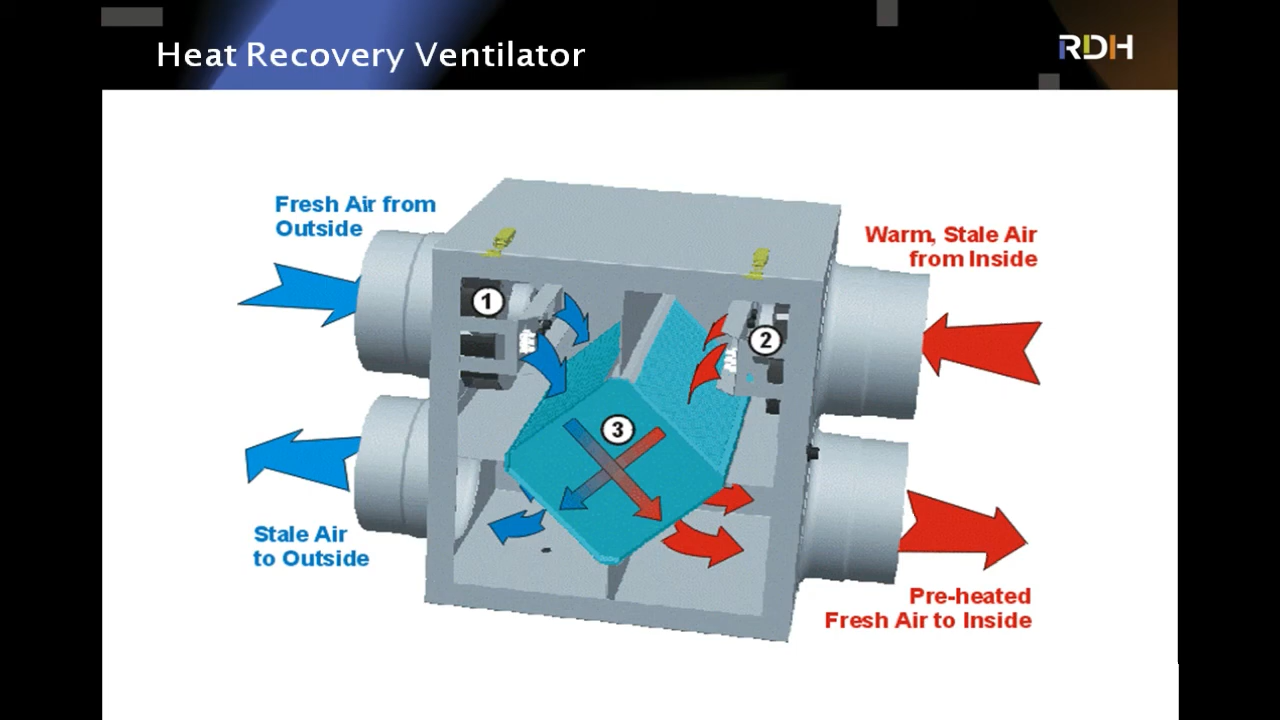 Heat Recovery Ventilator
RDH
Fresh Air from
Outside
Warm, Stale Air
from Inside
1
2
3
Stale Air
to Outside
Pre-heated
Fresh Air to Inside